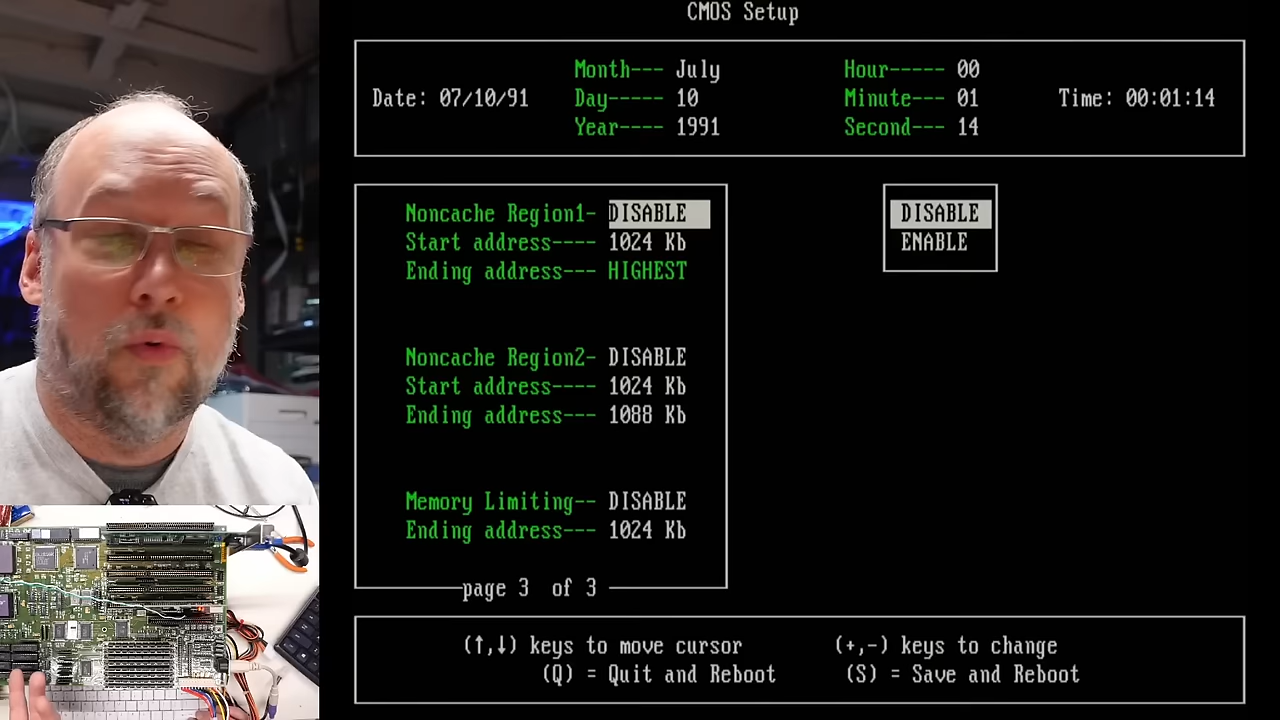 CMOS Setup
Date: 07/10/91
Month--- July
Day----- 10
Year---- 1991
Hour----- 00
Minute--- 01
Second--- 14
Time: 00:01:14
Noncache Region1- DISABLE
Start address---- 1024 Kb
Ending address--- HIGHEST
Noncache Region2- DISABLE
Start address---- 1024 Kb
Ending address--- 1088 Kb
Memory Limiting-- DISABLE
Ending address--- 1024 Kb
page 3 of 3
DISABLE
ENABLE
(↑,↓) keys to move cursor
(+,-) keys to change
(Q) = Quit and Reboot
(S) = Save and Reboot